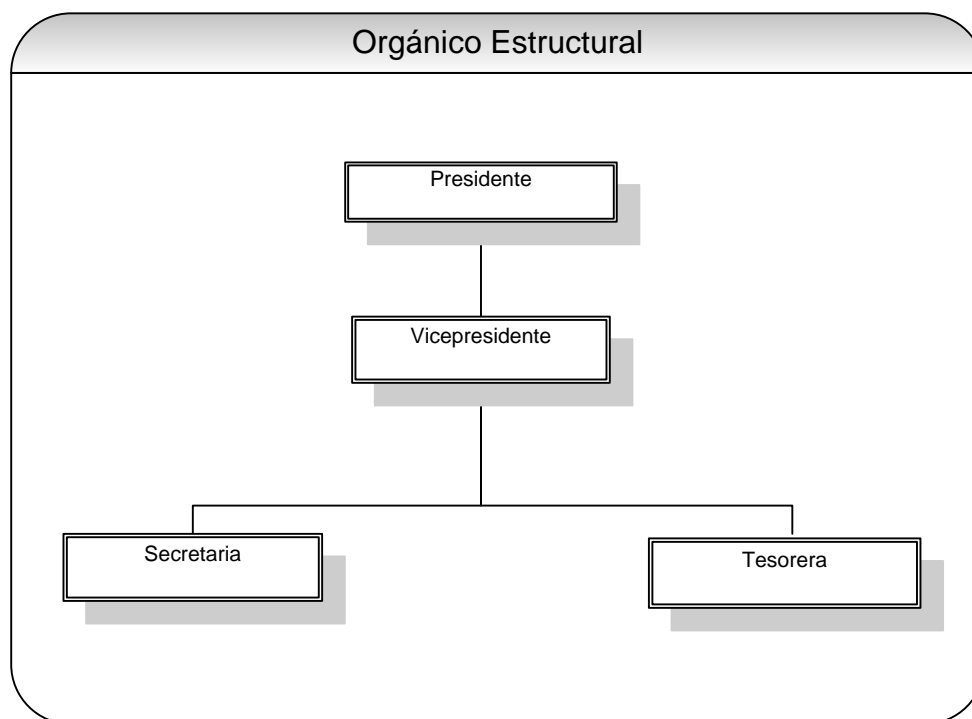 Orgánico Estructural
Presidente
Vicepresidente
Secretaria
Tesorera